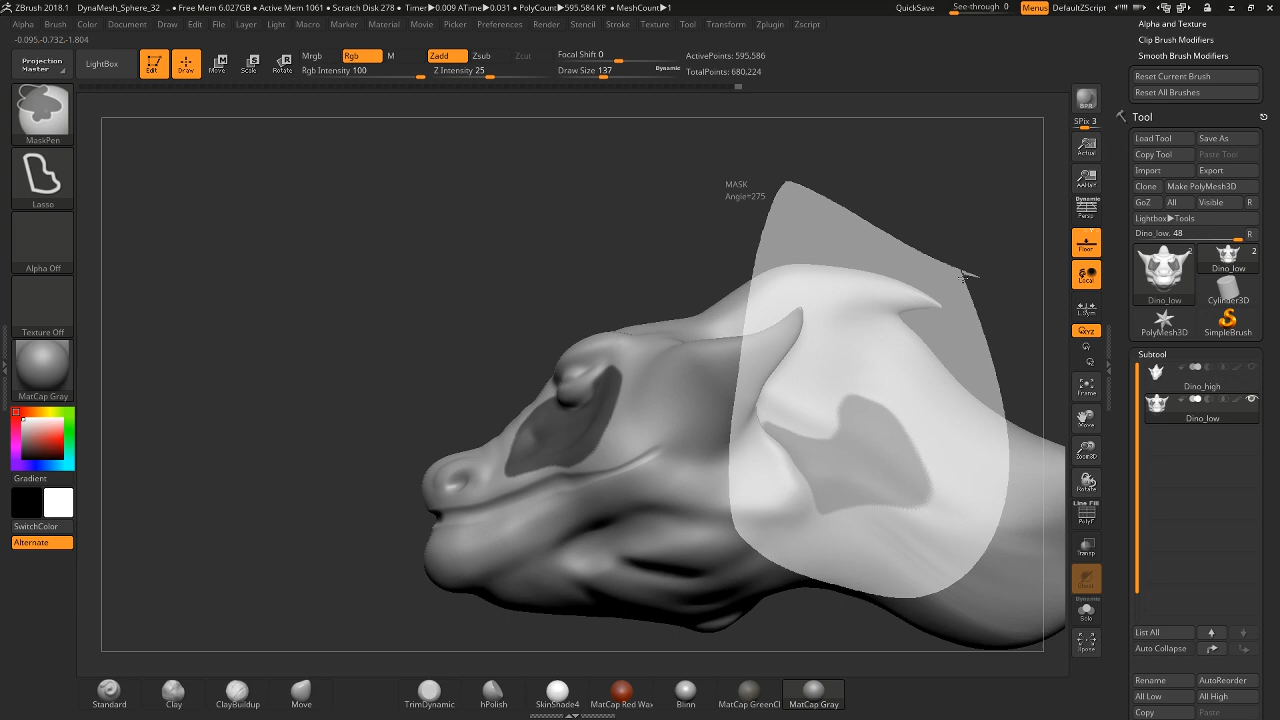 ZBrush 2018.1   DynaMesh_Sphere_32   • Free Mem 6.027GB • Active Mem 1061 • Scratch Disk 278 • Timer▶0.009 ATime▶0.031 • PolyCount▶595.584 KP • MeshCount▶1   QuickSave   See-through 0   Menus   DefaultZScript
Alpha Brush Color Document Draw Edit File Layer Light Macro Marker Material Movie Picker Preferences Render Stencil Stroke Texture Tool Transform Zplugin Zscript
-0.095,-0.732,-1.804
Projection Master
LightBox
Edit
Draw
Move
Scale
Rotate
Mrgb Rgb M
Rgb Intensity 100
Zadd Zsub Zcut
Z Intensity 25
Focal Shift 0
Draw Size 137
Dynamic
ActivePoints: 595,586
TotalPoints: 680,224
MaskPen
Lasso
Alpha Off
Texture Off
MatCap Gray
Gradient
SwitchColor
Alternate
MASK
Angle=275
BPR
SPix 3
Actual
AAHalf
Dynamic
Persp
Floor
Local
L.Sym
XYZ
Frame
Move
Zoom3D
Rotate
Line Fill
PolyF
Transp
Ghost
Dynamic
Solo
Xpose
Alpha and Texture
Clip Brush Modifiers
Smooth Brush Modifiers
Reset Current Brush
Reset All Brushes
Tool
Load Tool Save As
Copy Tool Paste Tool
Import Export
Clone Make PolyMesh3D
GoZ All Visible R
Lightbox▶Tools
Dino_low. 48 R
2
2
Dino_low
Dino_low
Cylinder3D
PolyMesh3D
SimpleBrush
Subtool
Dino_high
Dino_low
List All
Auto Collapse
Rename AutoReorder
All Low All High
Copy Paste
Standard
Clay
ClayBuildup
Move
TrimDynamic
hPolish
SkinShade4
MatCap Red Wax
Blinn
MatCap GreenCl
MatCap Gray